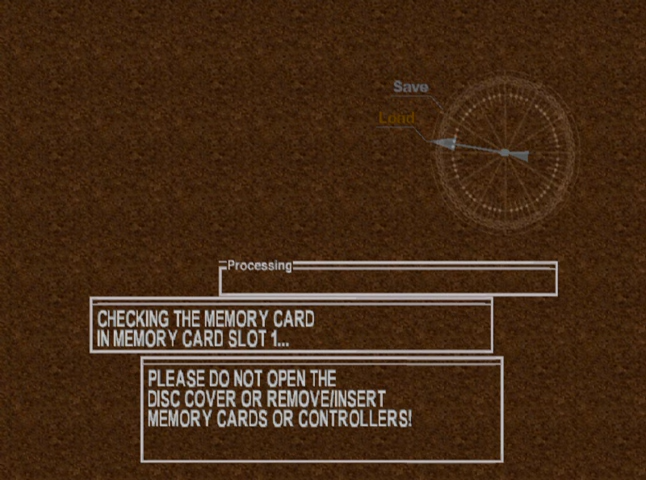 Save
Load
Processing
CHECKING THE MEMORY CARD
IN MEMORY CARD SLOT 1...
PLEASE DO NOT OPEN THE
DISC COVER OR REMOVE/INSERT
MEMORY CARDS OR CONTROLLERS!